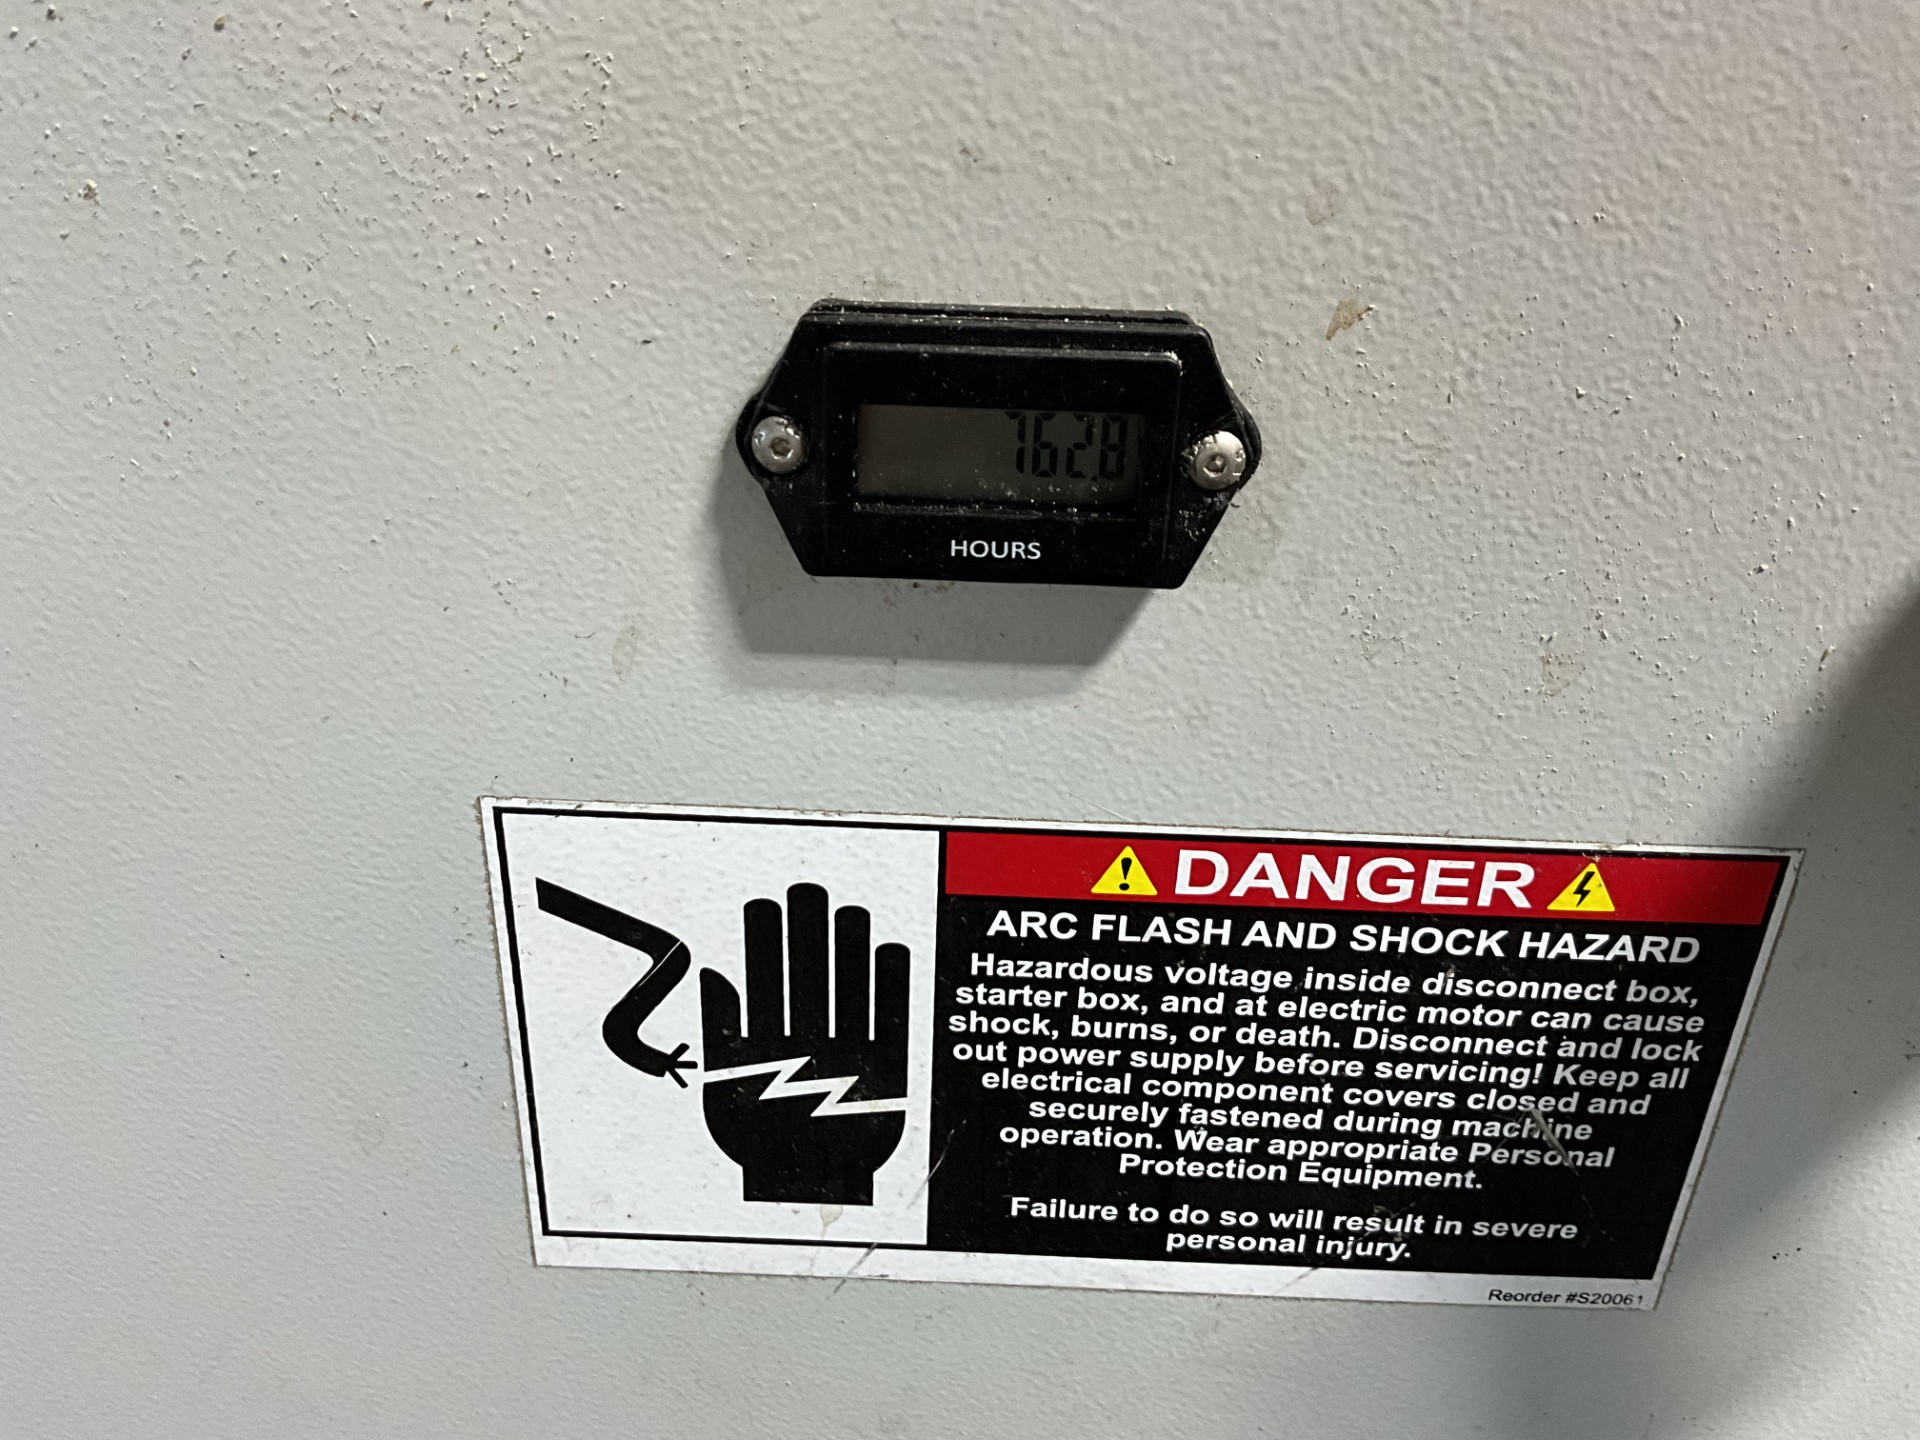 762.8
HOURS
DANGER
ARC FLASH AND SHOCK HAZARD
Hazardous voltage inside disconnect box,
starter box, and at electric motor can cause
shock, burns, or death. Disconnect and lock
out power supply before servicing! Keep all
electrical component covers closed and
securely fastened during machine
operation. Wear appropriate Personal
Protection Equipment.
Failure to do so will result in severe
personal injury.
Reorder #S20061